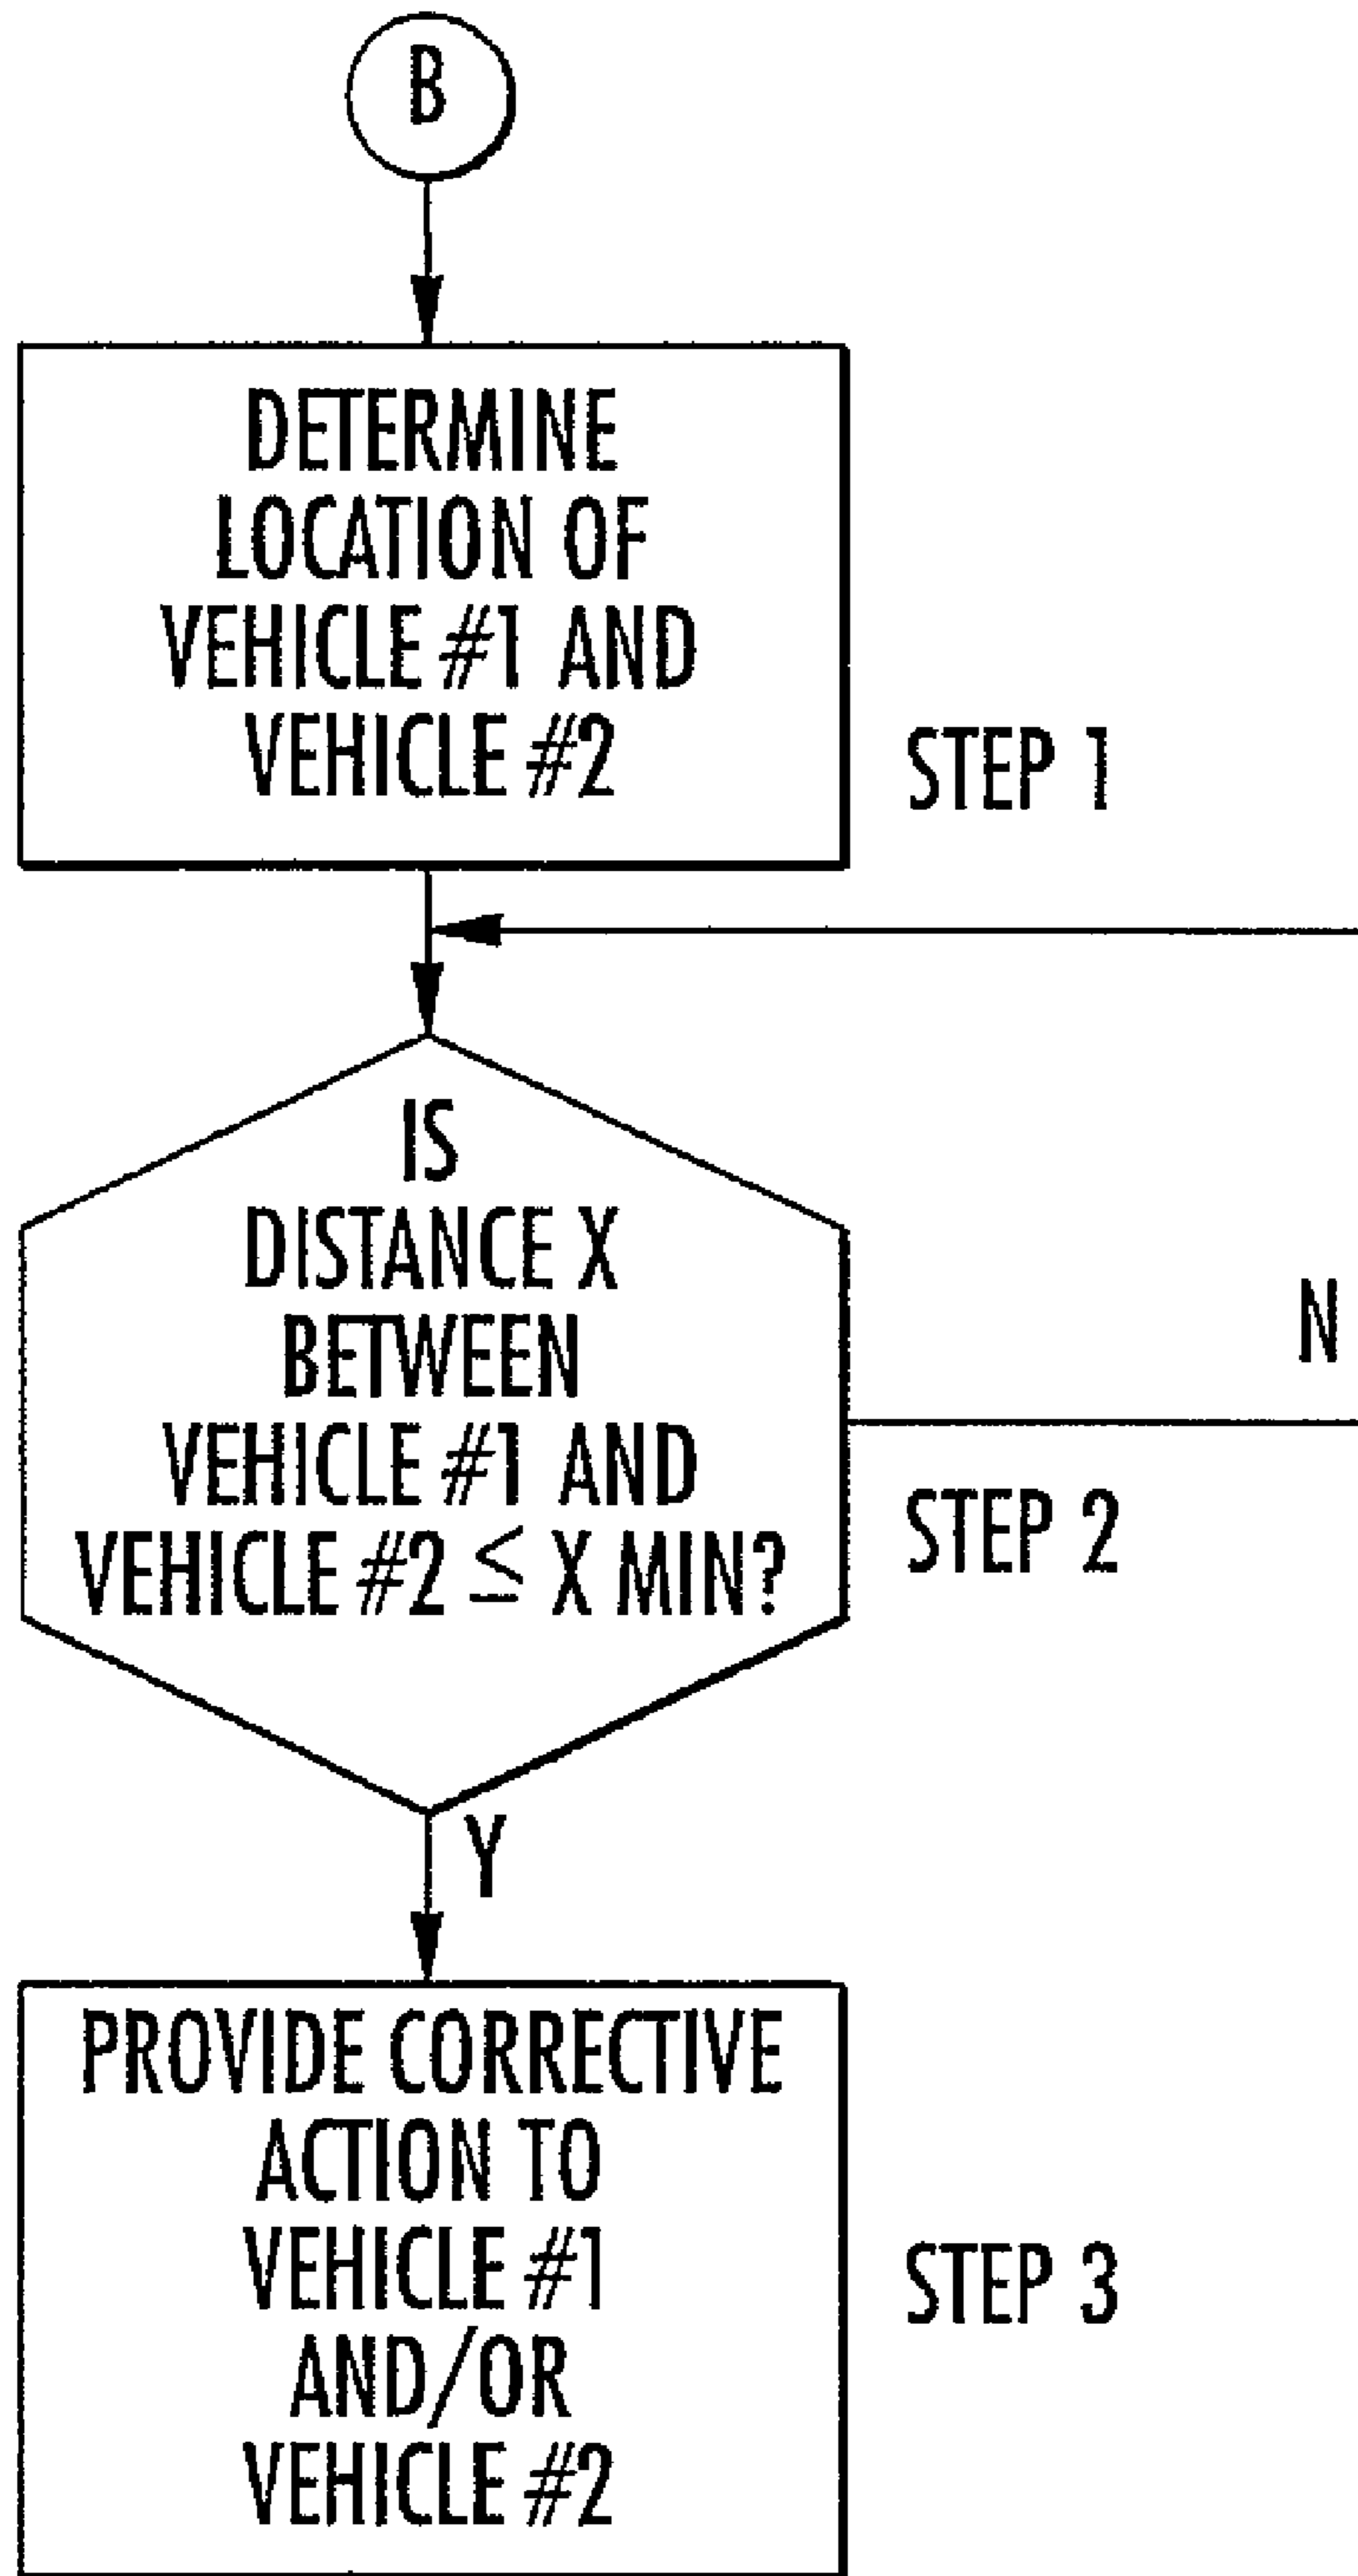 B
DETERMINE
LOCATION OF
VEHICLE #1 AND
VEHICLE #2
STEP 1
IS
DISTANCE X
BETWEEN
VEHICLE #1 AND
VEHICLE #2 ≤ X MIN?
N
STEP 2
Y
PROVIDE CORRECTIVE
ACTION TO
VEHICLE #1
AND/OR
VEHICLE #2
STEP 3